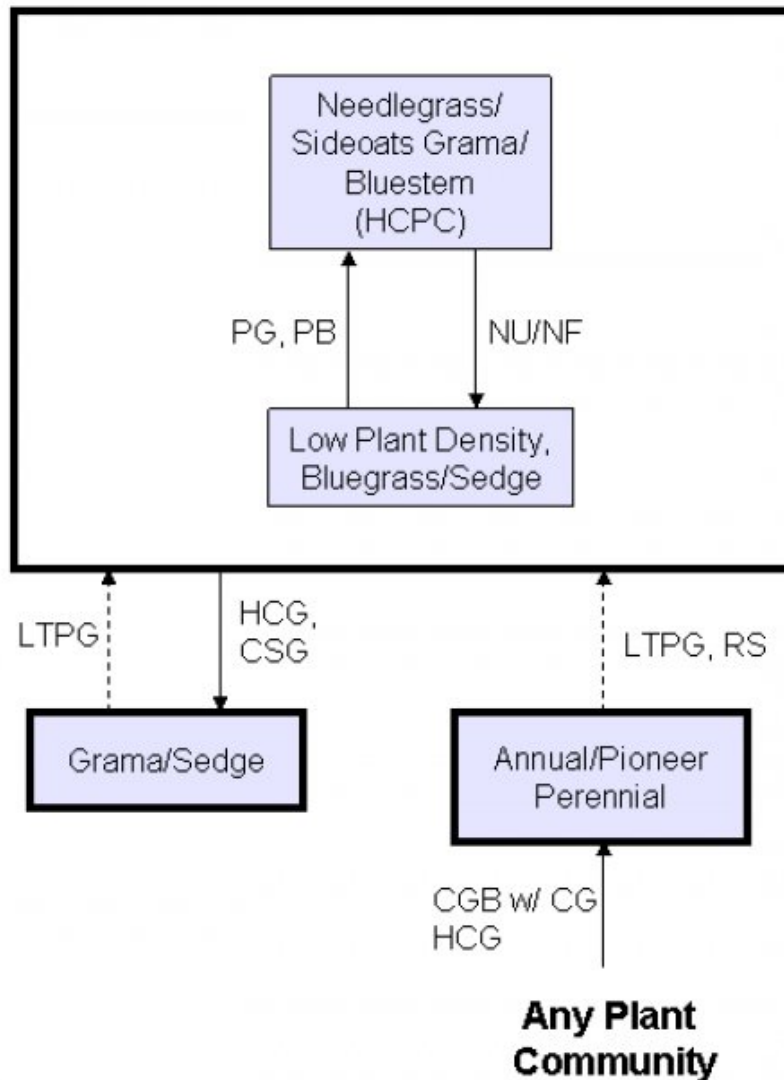 Needlegrass/
Sideoats Grama/
Bluestem
(HCPC)
PG, PB
NU/NF
Low Plant Density,
Bluegrass/Sedge
LTPG
HCG,
CSG
LTPG, RS
Grama/Sedge
Annual/Pioneer
Perennial
CGB w/ CG
HCG
Any Plant
Community